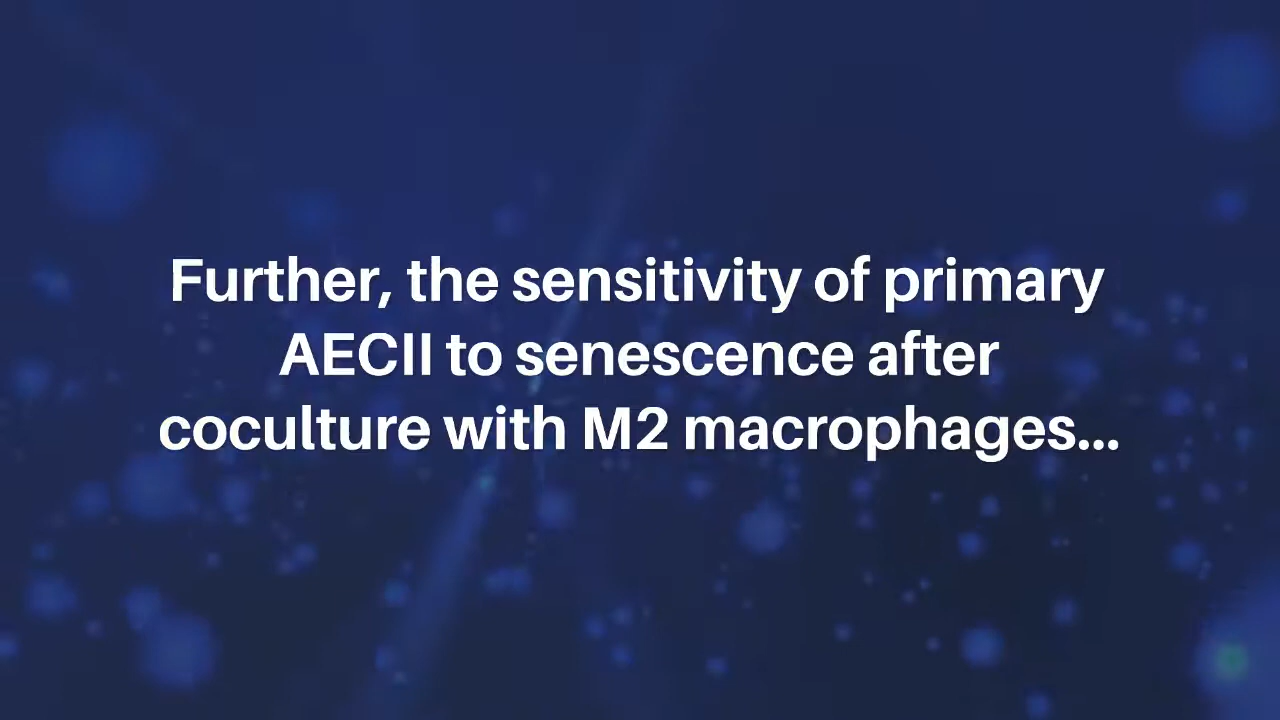 Further, the sensitivity of primary
AECII to senescence after
coculture with M2 macrophages...